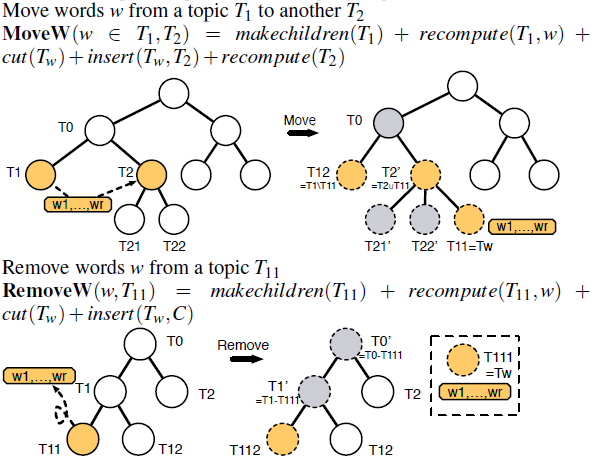 Move words w from a topic T1 to another T2
MoveW(w ∈ T1,T2) = makechildren(T1) + recompute(T1,w) +
cut(Tw)+insert(Tw,T2)+recompute(T2)
T0
Move
T0
T1
T2
T12
=T1\T11
T2'
=T2∪T11
w1,...,wr
w1,...,wr
T21
T22
T21'
T22'
T11=Tw
Remove words w from a topic T11
RemoveW(w,T11) = makechildren(T11) + recompute(T11,w) +
cut(Tw)+insert(Tw,C)
T0
Remove
T0'
=T0-T111
T111
=Tw
w1,...,wr
T1
T2
T1'
=T1-T111
T2
w1,...,wr
T11
T12
T112
T12